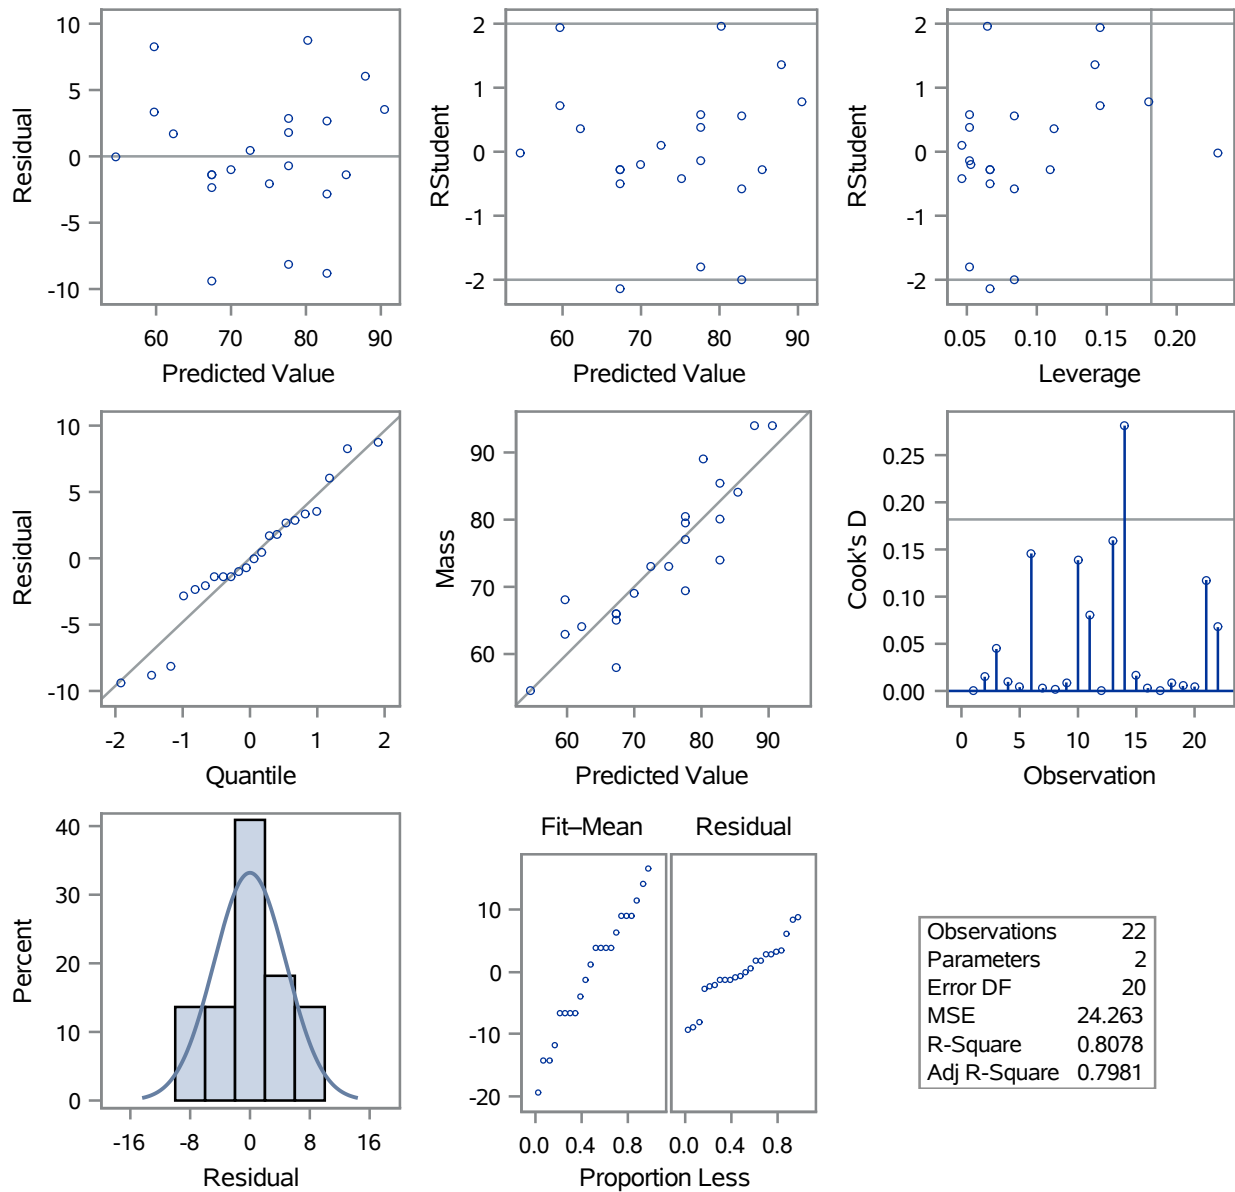 10
5
0
-5
-10
Residual
60 70 80 90
Predicted Value
2
1
0
-1
-2
RStudent
60 70 80 90
Predicted Value
2
1
0
-1
-2
RStudent
0.05 0.10 0.15 0.20
Leverage
10
5
0
-5
-10
Residual
-2 -1 0 1 2
Quantile
90
80
70
60
Mass
60 70 80 90
Predicted Value
0.25
0.20
0.15
0.10
0.05
0.00
Cook's D
0 5 10 15 20
Observation
40
30
20
10
0
Percent
-16 -8 0 8 16
Residual
Fit–Mean Residual
10
0
-10
-20
0.0 0.4 0.8 0.0 0.4 0.8
Proportion Less
Observations 22
Parameters 2
Error DF 20
MSE 24.263
R-Square 0.8078
Adj R-Square 0.7981